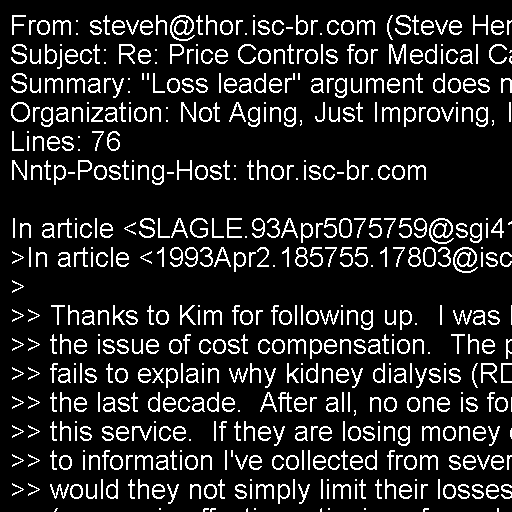 From: steveh@thor.isc-br.com (Steve Her
Subject: Re: Price Controls for Medical Ca
Summary: "Loss leader" argument does n
Organization: Not Aging, Just Improving, I
Lines: 76
Nntp-Posting-Host: thor.isc-br.com
In article <SLAGLE.93Apr5075759@sgi41
>In article <1993Apr2.185755.17803@isc
>
>> Thanks to Kim for following up.  I was
>> the issue of cost compensation.  The p
>> fails to explain why kidney dialysis (RD
>> the last decade.  After all, no one is fo
>> this service.  If they are losing money
>> to information I've collected from sever
>> would they not simply limit their losses